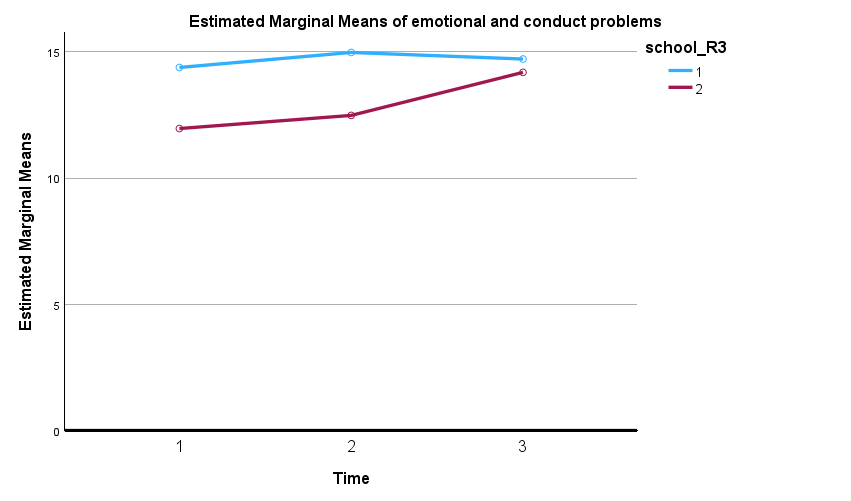 Estimated Marginal Means of emotional and conduct problems
school_R3
1
2
Estimated Marginal Means
15
10
5
0
1 2 3
Time